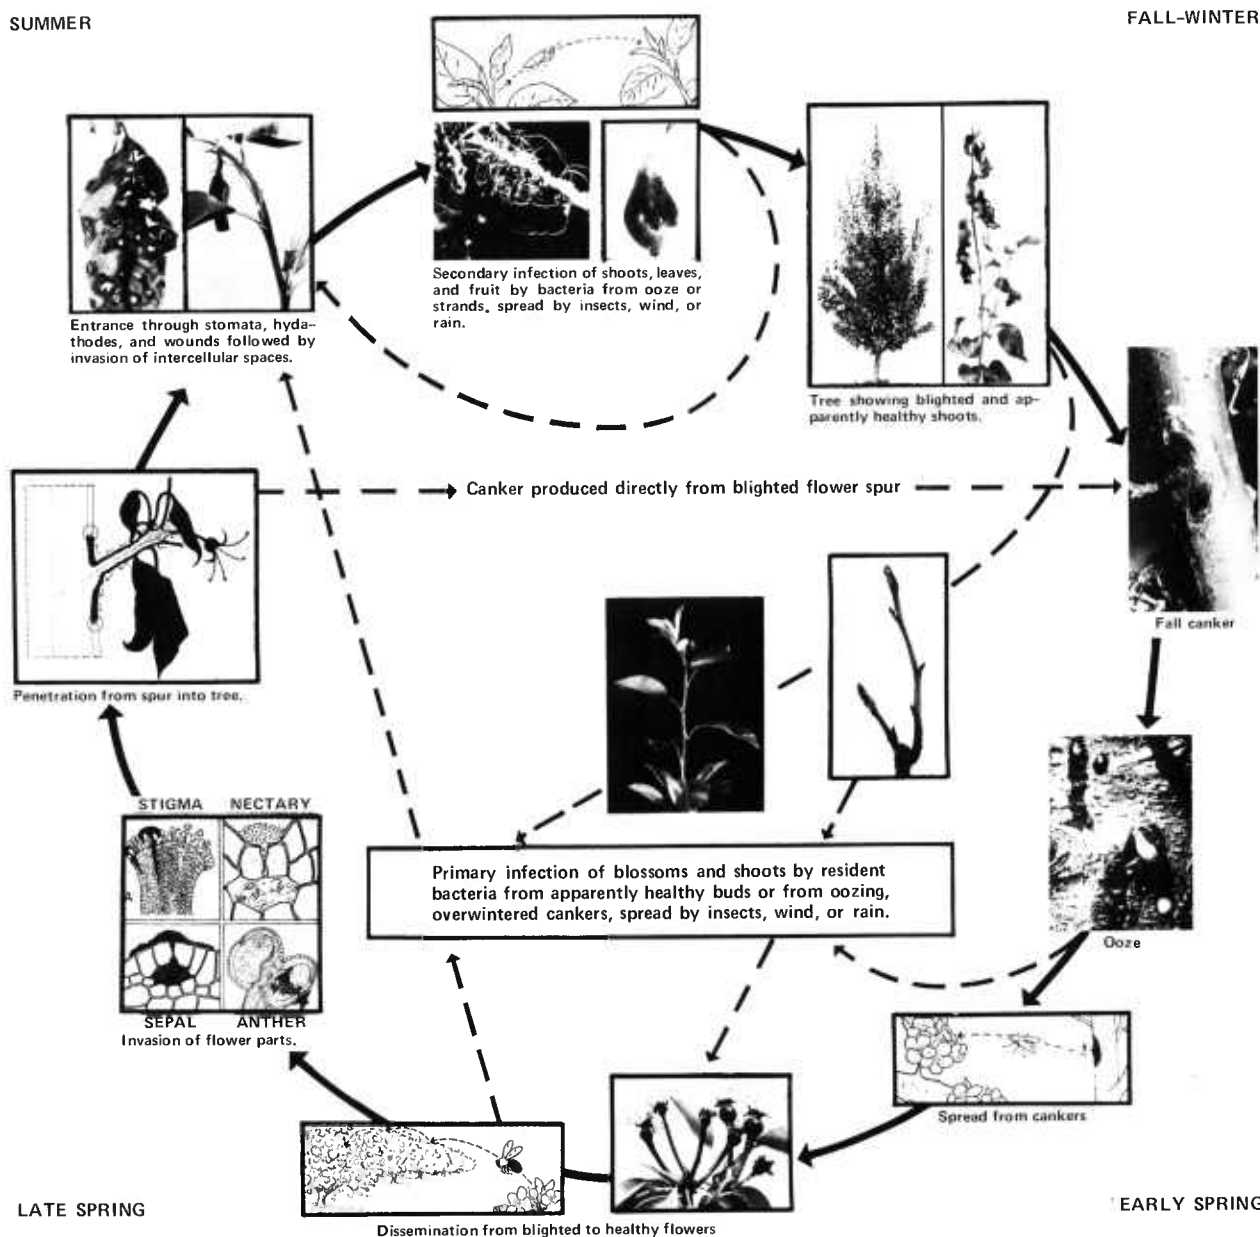 SUMMER
FALL-WINTER
Entrance through stomata, hyda-
thodes, and wounds followed by
invasion of intercellular spaces.
Secondary infection of shoots, leaves,
and fruit by bacteria from ooze or
strands, spread by insects, wind, or
rain.
Tree showing blighted and ap-
parently healthy shoots.
Canker produced directly from blighted flower spur
Fall canker
Penetration from spur into tree.
STIGMA NECTARY
SEPAL ANTHER
Invasion of flower parts.
Primary infection of blossoms and shoots by resident
bacteria from apparently healthy buds or from oozing,
overwintered cankers, spread by insects, wind, or rain.
Ooze
Spread from cankers
Dissemination from blighted to healthy flowers
LATE SPRING
EARLY SPRING